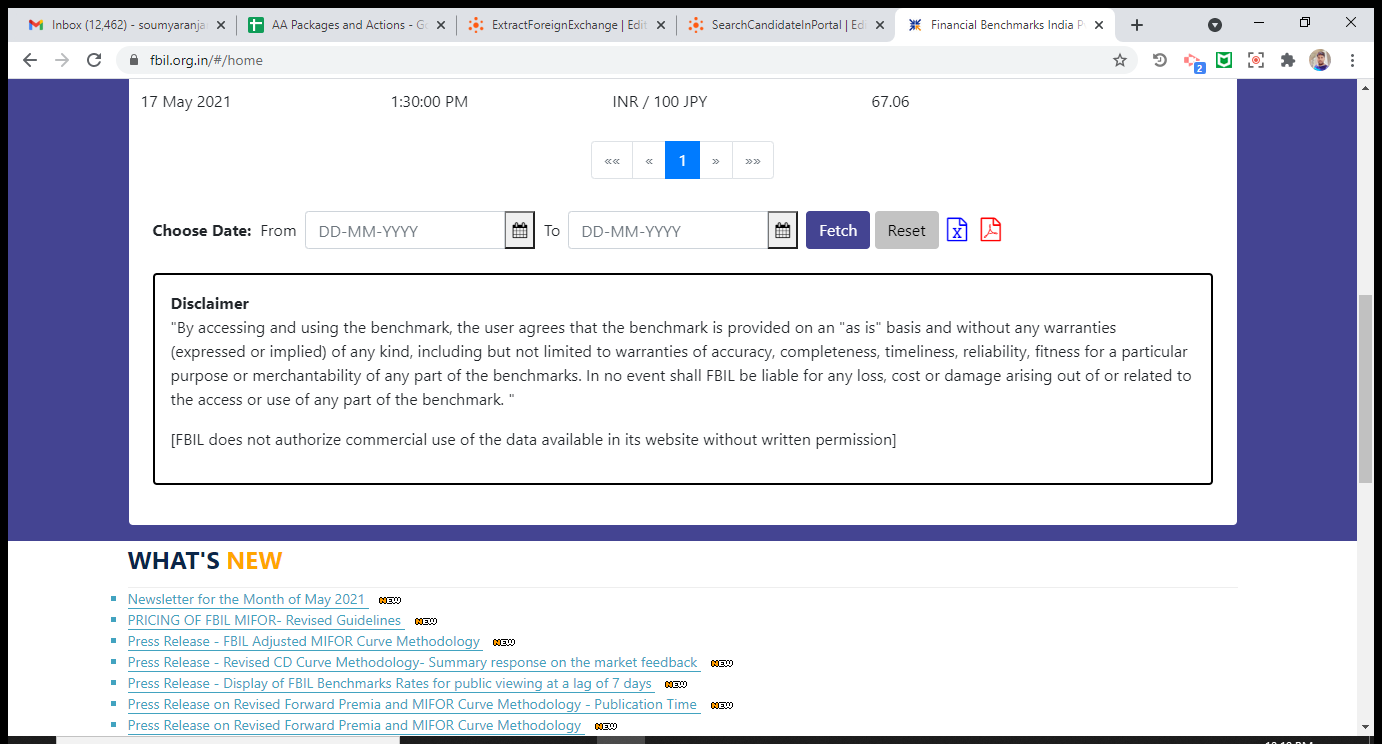 Inbox (12,462) - soumyaranja
AA Packages and Actions - Go
ExtractForeignExchange | Edit
SearchCandidateInPortal | Edi
Financial Benchmarks India P
fbil.org.in/#/home
2
17 May 2021 1:30:00 PM INR / 100 JPY 67.06
«« « 1 » »»
Choose Date: From DD-MM-YYYY To DD-MM-YYYY Fetch Reset
Disclaimer
"By accessing and using the benchmark, the user agrees that the benchmark is provided on an "as is" basis and without any warranties
(expressed or implied) of any kind, including but not limited to warranties of accuracy, completeness, timeliness, reliability, fitness for a particular
purpose or merchantability of any part of the benchmarks. In no event shall FBIL be liable for any loss, cost or damage arising out of or related to
the access or use of any part of the benchmark. "
[FBIL does not authorize commercial use of the data available in its website without written permission]
WHAT'S NEW
Newsletter for the Month of May 2021 NEW
PRICING OF FBIL MIFOR- Revised Guidelines NEW
Press Release - FBIL Adjusted MIFOR Curve Methodology NEW
Press Release - Revised CD Curve Methodology- Summary response on the market feedback NEW
Press Release - Display of FBIL Benchmarks Rates for public viewing at a lag of 7 days NEW
Press Release on Revised Forward Premia and MIFOR Curve Methodology - Publication Time NEW
Press Release on Revised Forward Premia and MIFOR Curve Methodology NEW